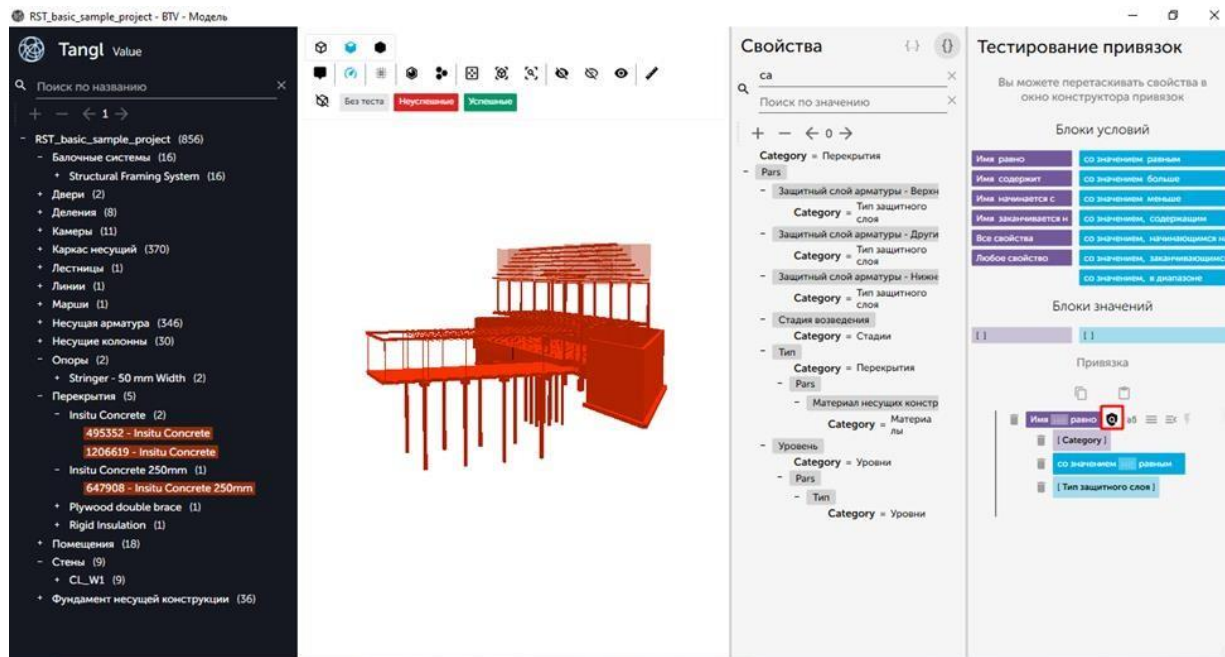 RST_basic_sample_project - BTV - Модель
Tangl Value
Поиск по названию
1
RST_basic_sample_project (856)
Балочные системы (16)
Structural Framing System (16)
Двери (2)
Деления (8)
Камеры (11)
Каркас несущий (370)
Лестницы (1)
Линии (1)
Марши (1)
Несущая арматура (346)
Несущие колонны (30)
Опоры (2)
Stringer - 50 mm Width (2)
Перекрытия (5)
Insitu Concrete (2)
495352 - Insitu Concrete
1206619 - Insitu Concrete
Insitu Concrete 250mm (1)
647908 - Insitu Concrete 250mm
Plywood double brace (1)
Rigid Insulation (1)
Помещения (18)
Стены (9)
CL_W1 (9)
Фундамент несущей конструкции (36)
Без теста Неуспешные Успешные
Свойства {..} {}
ca
Поиск по значению
0
Category = Перекрытия
Pars
Защитный слой арматуры - Верхн
Category = Тип защитного
слоя
Защитный слой арматуры - Други
Category = Тип защитного
слоя
Защитный слой арматуры - Нижн
Category = Тип защитного
слоя
Стадия возведения
Category = Стадии
Тип
Category = Перекрытия
Pars
Материал несущих констр
Category = Материа
лы
Уровень
Category = Уровни
Pars
Тип
Category = Уровни
Тестирование привязок
Вы можете перетаскивать свойства в
окно конструктора привязок
Блоки условий
Имя равно со значением равным
Имя содержит со значением больше
Имя начинается с со значением меньше
Имя заканчивается н со значением, содержащим
Все свойства со значением, начинающимся н
Любое свойство со значением, заканчивающимс
со значением, в диапазоне
Блоки значений
[ ] [ ]
Привязка
Имя ... равно аб
[ Category ]
со значением ... равным
[ Тип защитного слоя ]